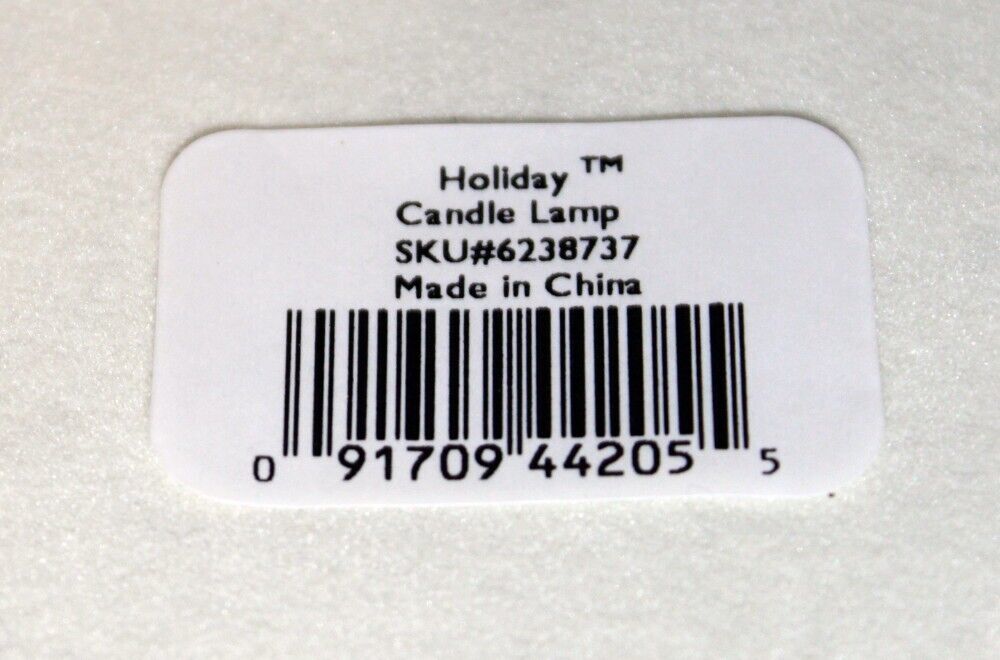 Holiday ™
Candle Lamp
SKU#6238737
Made in China
0 91709 44205 5